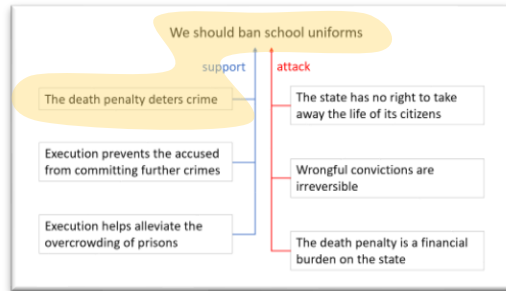 We should ban school uniforms
support
attack
The death penalty deters crime
Execution prevents the accused
from committing further crimes
Execution helps alleviate the
overcrowding of prisons
The state has no right to take
away the life of its citizens
Wrongful convictions are
irreversible
The death penalty is a financial
burden on the state